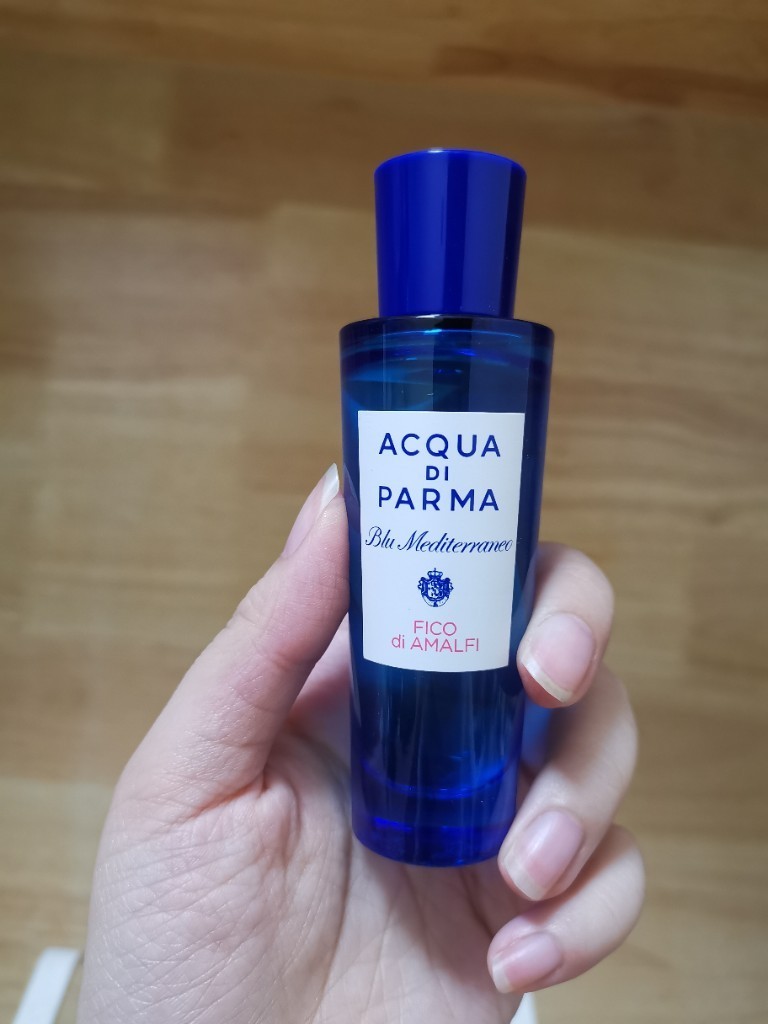 ACQUA
DI
PARMA
Blu Mediterraneo
FICO
di AMALFI